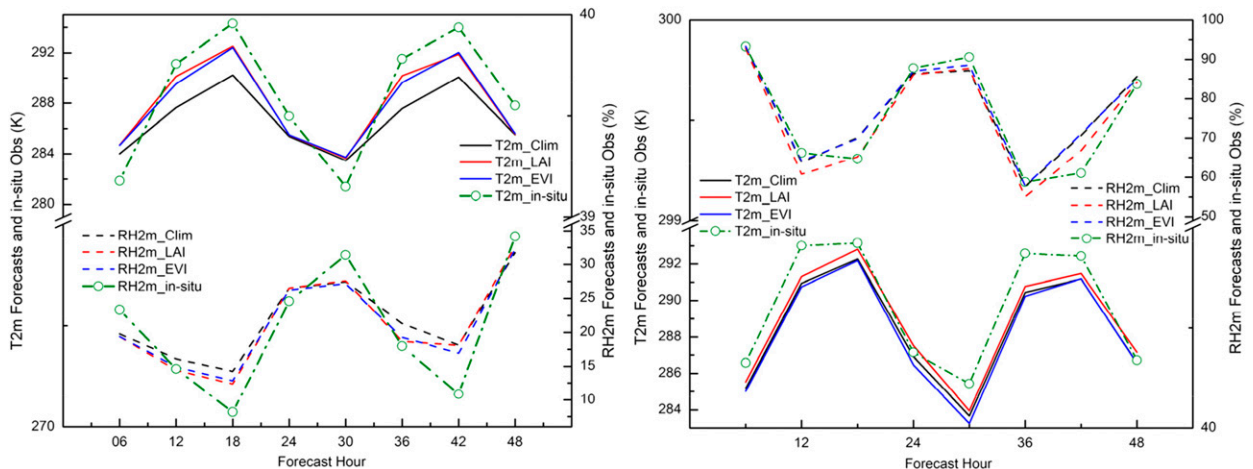 292
288
284
280
270
T2m Forecasts and in-situ Obs (K)
40
39
35
30
25
20
15
10
RH2m Forecasts and in-situ Obs (%)
T2m_Clim
T2m_LAI
T2m_EVI
T2m_in-situ
RH2m_Clim
RH2m_LAI
RH2m_EVI
RH2m_in-situ
06 12 18 24 30 36 42 48
Forecast Hour
300
299
292
290
288
286
284
T2m Forecasts and in-situ Obs (K)
100
90
80
70
60
50
40
RH2m Forecasts and in-situ Obs (%)
T2m_Clim
T2m_LAI
T2m_EVI
T2m_in-situ
RH2m_Clim
RH2m_LAI
RH2m_EVI
RH2m_in-situ
12 24 36 48
Forecast Hour